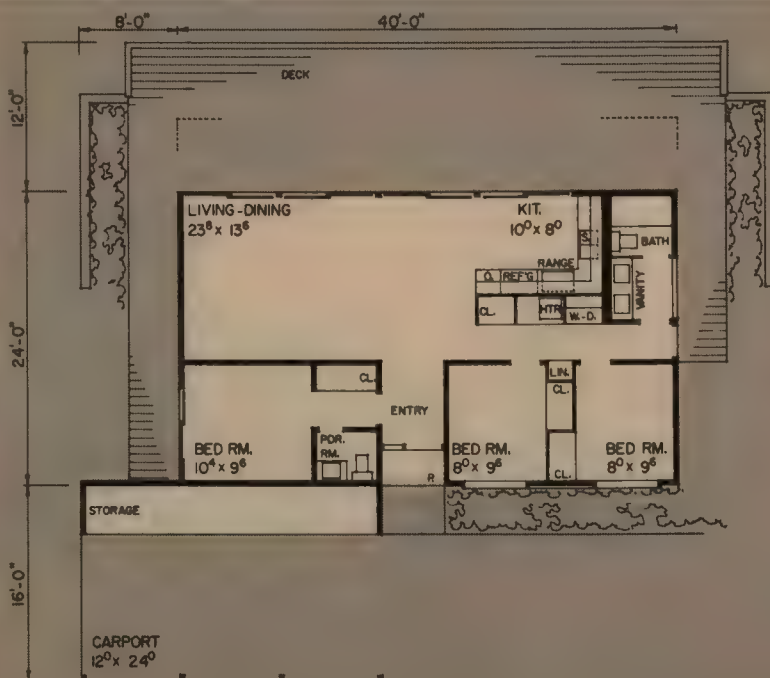 8'-0"
40'-0"
DECK
12'-0"
LIVING-DINING
23⁸ x 13⁶
KIT.
10⁰ x 8⁰
S
BATH
RANGE
O.
REF'G
VANITY
CL.
HTR
W.-D.
24'-0"
CL.
LIN.
CL.
ENTRY
PDR.
RM.
BED RM.
10⁴ x 9⁶
BED RM.
8⁰ x 9⁶
BED RM.
8⁰ x 9⁶
CL.
R
STORAGE
16'-0"
CARPORT
12⁰ x 24⁰